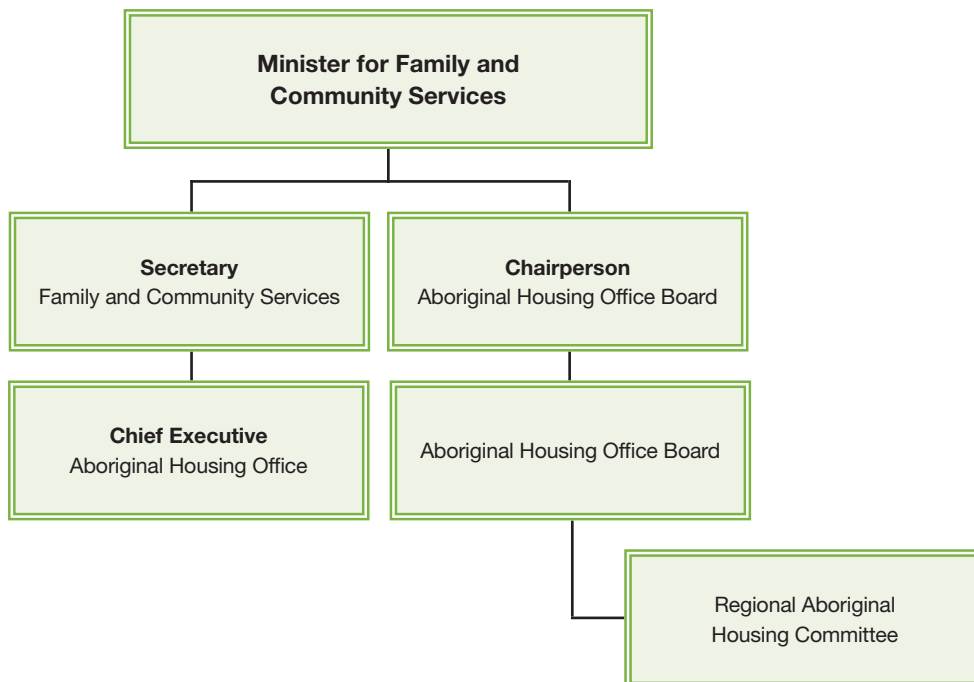 Minister for Family and
Community Services
Secretary
Family and Community Services
Chairperson
Aboriginal Housing Office Board
Chief Executive
Aboriginal Housing Office
Aboriginal Housing Office Board
Regional Aboriginal
Housing Committee